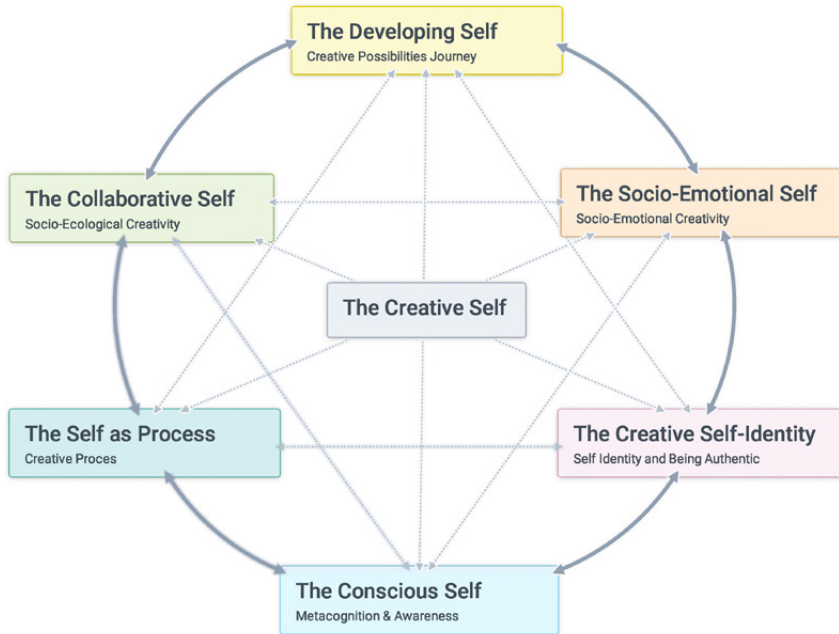 The Developing Self
Creative Possibilities Journey
The Collaborative Self
Socio-Ecological Creativity
The Socio-Emotional Self
Socio-Emotional Creativity
The Creative Self
The Self as Process
Creative Proces
The Creative Self-Identity
Self Identity and Being Authentic
The Conscious Self
Metacognition & Awareness